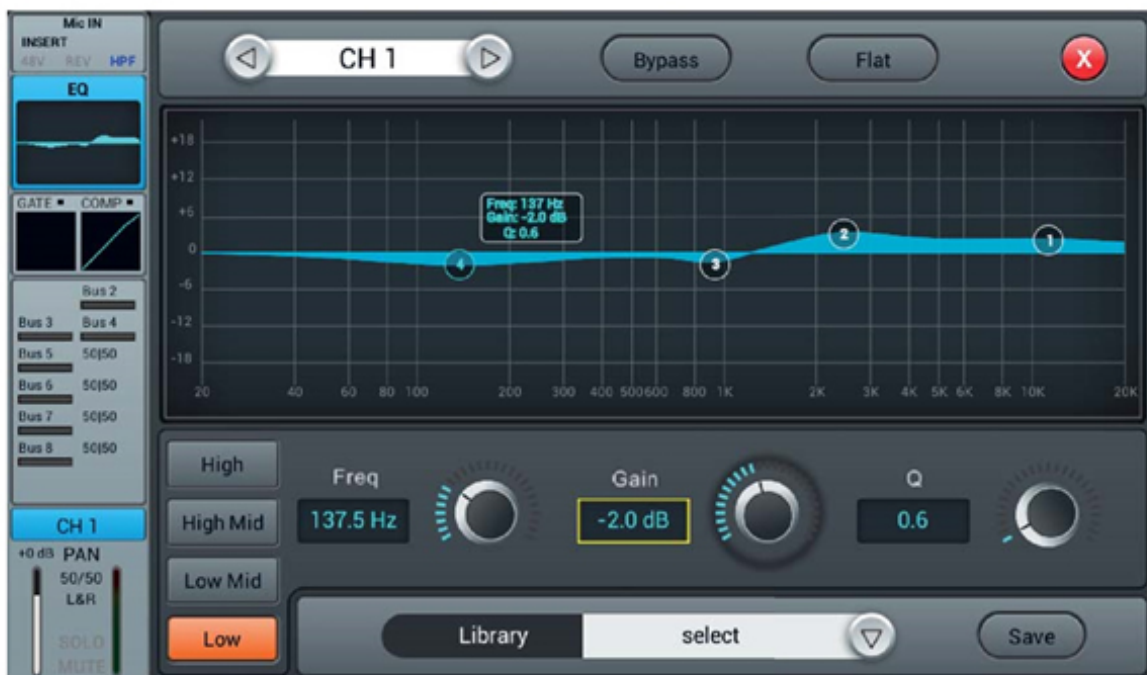 Mic IN
INSERT
48V REV HPF
EQ
GATE COMP
Bus 2
Bus 3 Bus 4
Bus 5 50|50
Bus 6 50|50
Bus 7 50|50
Bus 8 50|50
CH 1
+0 dB PAN
50/50
L&R
SOLO
MUTE
CH 1
Bypass
Flat
X
+18
+12
+6
0
-6
-12
-18
Freq: 137 Hz
Gain: -2.0 dB
Q: 0.6
4
3
2
1
20 40 60 80 100 200 300 400 500 600 800 1K 2K 3K 4K 5K 6K 8K 10K 20K
High
High Mid
Low Mid
Low
Freq
137.5 Hz
Gain
-2.0 dB
Q
0.6
Library
select
Save